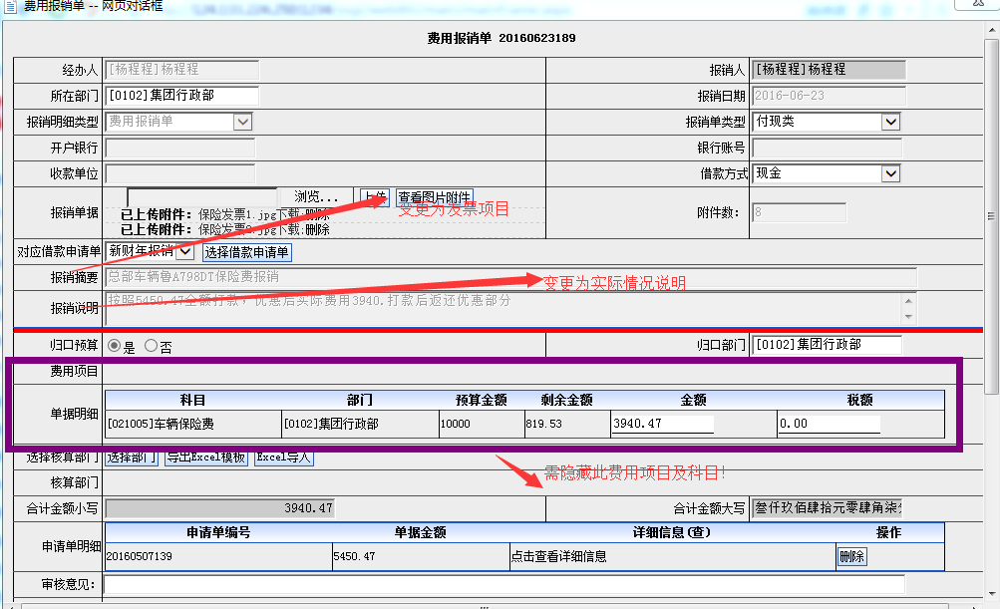 费用报销单 -- 网页对话框
费用报销单 20160623189
经办人 [杨程程]杨程程 报销人 [杨程程]杨程程
所在部门 [0102]集团行政部 报销日期 2016-06-23
报销明细类型 费用报销单 报销单类型 付现类
开户银行 银行账号
收款单位 借款方式 现金
浏览... 上传 查看图片附件
变更为发票项目
报销单据 已上传附件: 保险发票1.jpg下载:删除 附件数: 8
已上传附件: 保险发票2.jpg下载:删除
对应借款申请单 新财年报销 选择借款申请单
报销摘要 总部车辆鲁A798DT保险费报销
变更为实际情况说明
报销说明 按照5450.47全额打款，优惠后实际费用3940.打款后返还优惠部分
归口预算 是 否 归口部门 [0102]集团行政部
费用项目
单据明细 科目 部门 预算金额 剩余金额 金额 税额
[021005]车辆保险费 [0102]集团行政部 10000 819.53 3940.47 0.00
选择核算部门 选择部门 导出Excel模板 Excel导入
需隐藏此费用项目及科目!
核算部门
合计金额小写 3940.47 合计金额大写 叁仟玖佰肆拾元零肆角柒
申请单明细 申请单编号 单据金额 详细信息(查) 操作
20160507139 5450.47 点击查看详细信息 删除
审核意见: